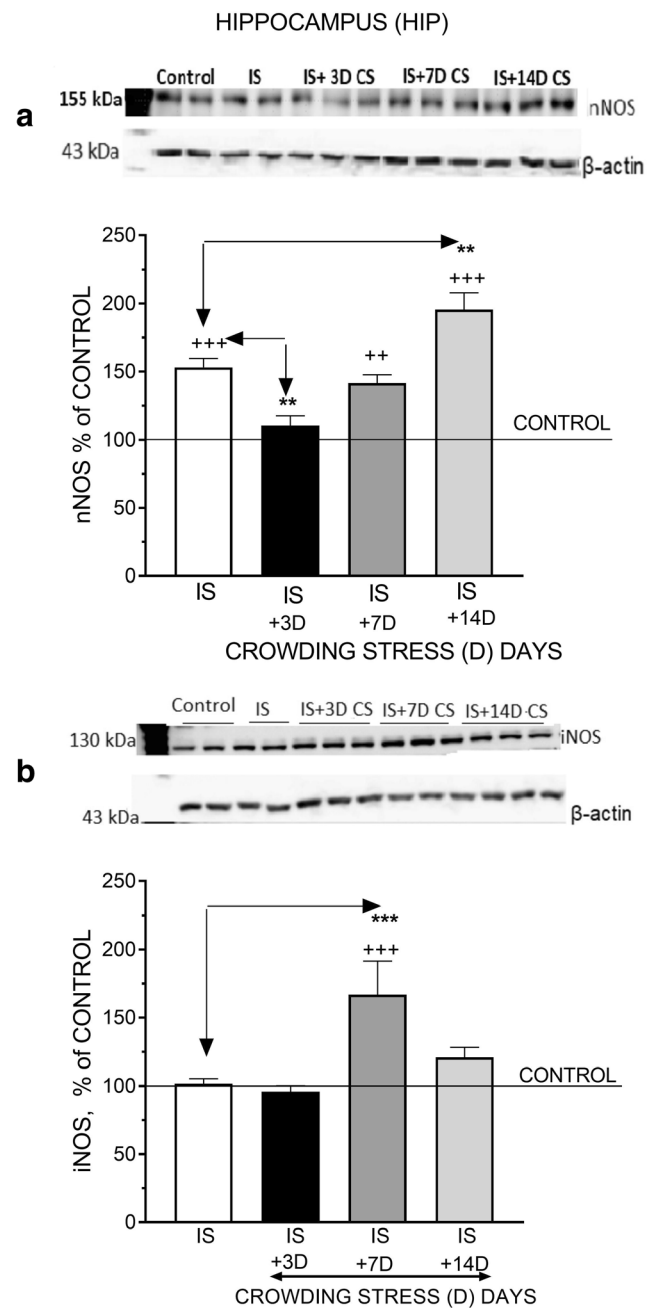 HIPPOCAMPUS (HIP)
a
Control IS IS+ 3D CS IS+7D CS IS+14D CS
155 kDa nNOS
43 kDa β-actin
nNOS % of CONTROL
250
200
150
100
50
0
** +++
+++
++
**
CONTROL
IS IS IS IS
+3D +7D +14D
CROWDING STRESS (D) DAYS
b
Control IS IS+3D CS IS+7D CS IS+14D·CS
130 kDa iNOS
43 kDa β-actin
iNOS, % of CONTROL
250
200
150
100
50
0
***
+++
CONTROL
IS IS IS IS
+3D +7D +14D
CROWDING STRESS (D) DAYS